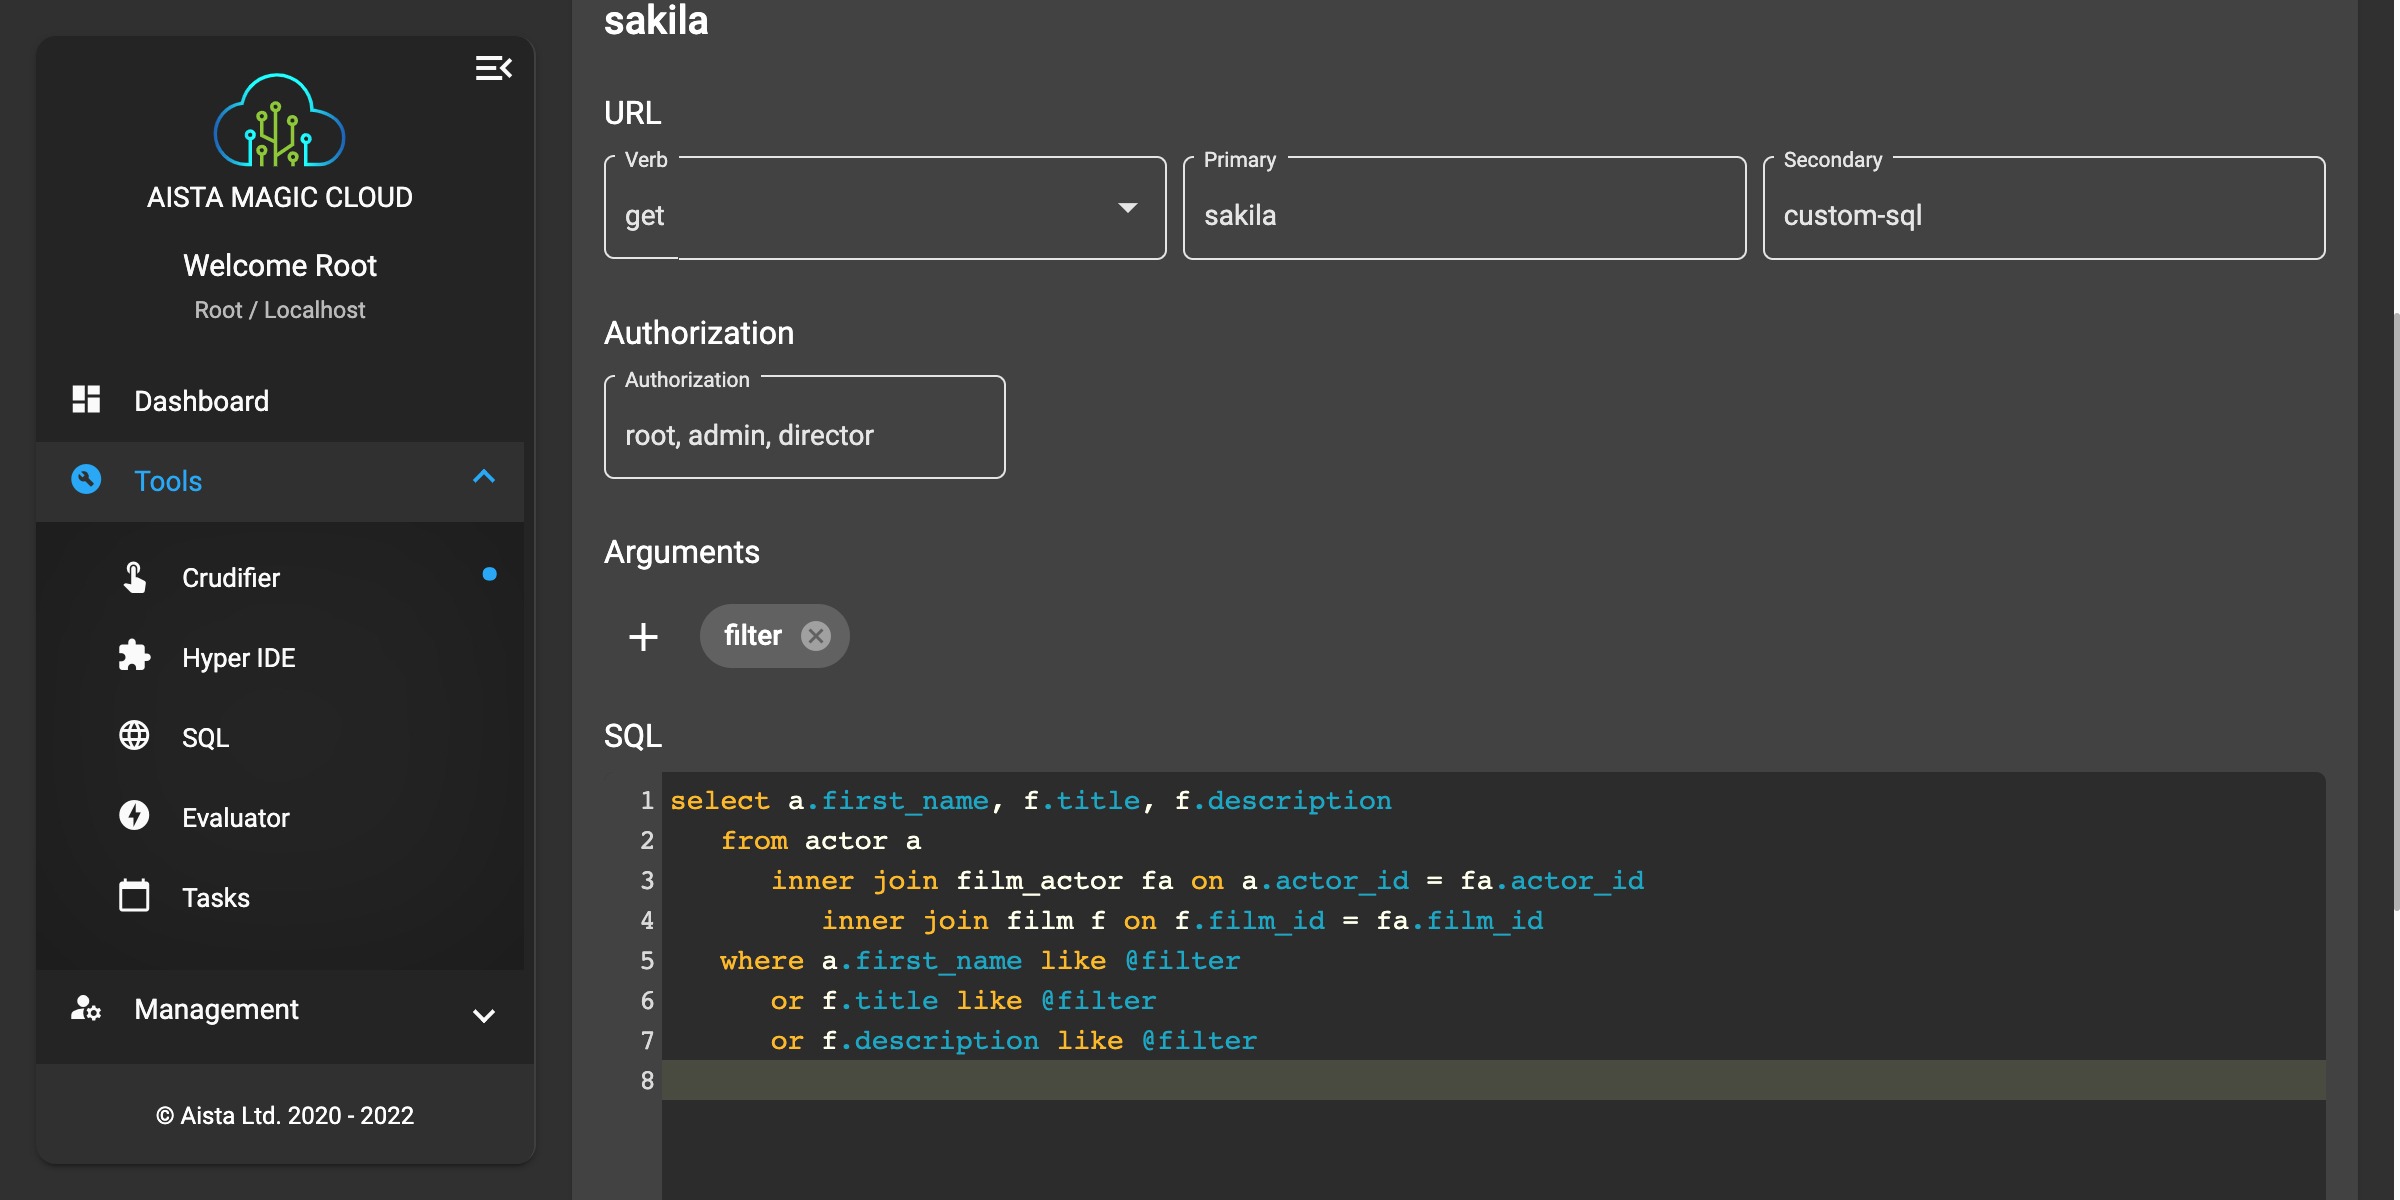 AISTA MAGIC CLOUD
Welcome Root
Root / Localhost
Dashboard
Tools
Crudifier
Hyper IDE
SQL
Evaluator
Tasks
Management
© Aista Ltd. 2020 - 2022
sakila
URL
Verb
get
Primary
sakila
Secondary
custom-sql
Authorization
Authorization
root, admin, director
Arguments
filter
SQL
1 select a.first_name, f.title, f.description
2 from actor a
3 inner join film_actor fa on a.actor_id = fa.actor_id
4 inner join film f on f.film_id = fa.film_id
5 where a.first_name like @filter
6 or f.title like @filter
7 or f.description like @filter
8